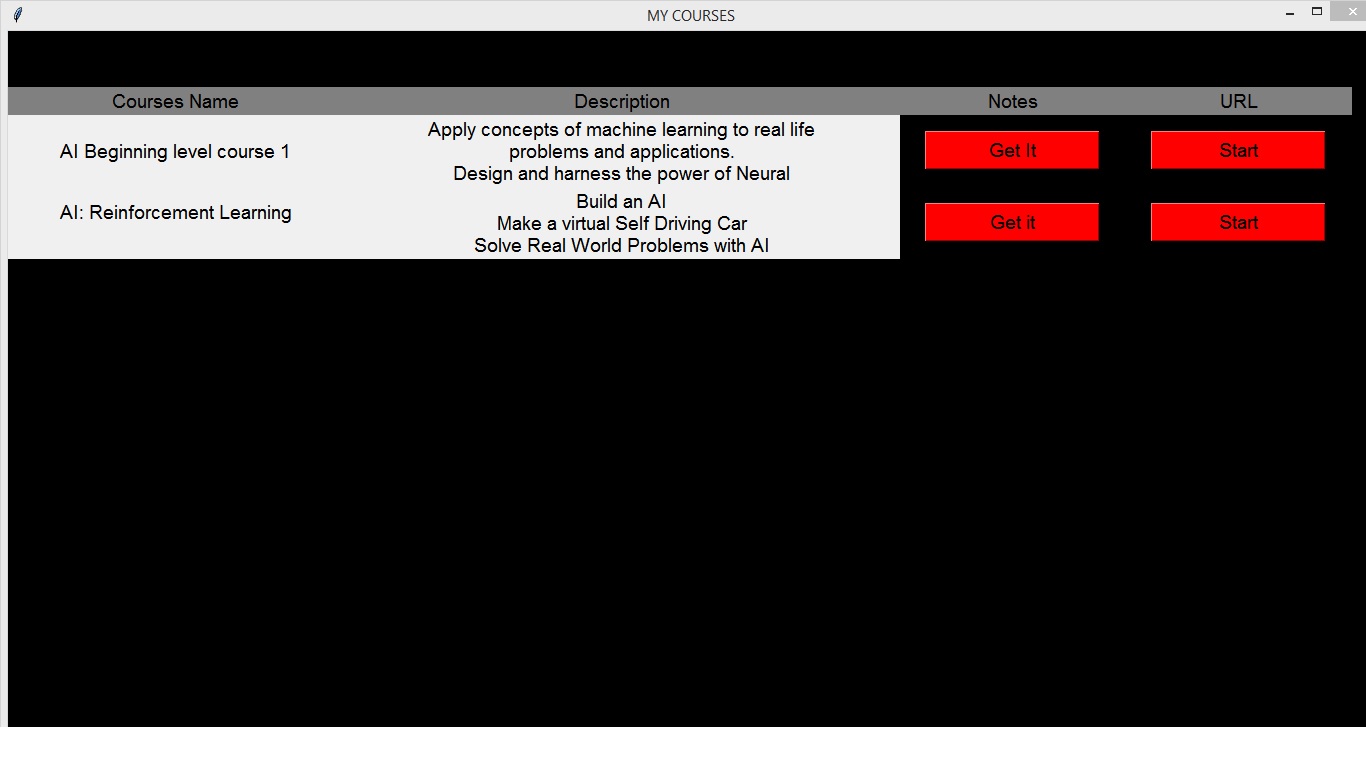 MY COURSES
Courses Name Description Notes URL
AI Beginning level course 1
Apply concepts of machine learning to real life
problems and applications.
Design and harness the power of Neural
Get It
Start
AI: Reinforcement Learning
Build an AI
Make a virtual Self Driving Car
Solve Real World Problems with AI
Get it
Start